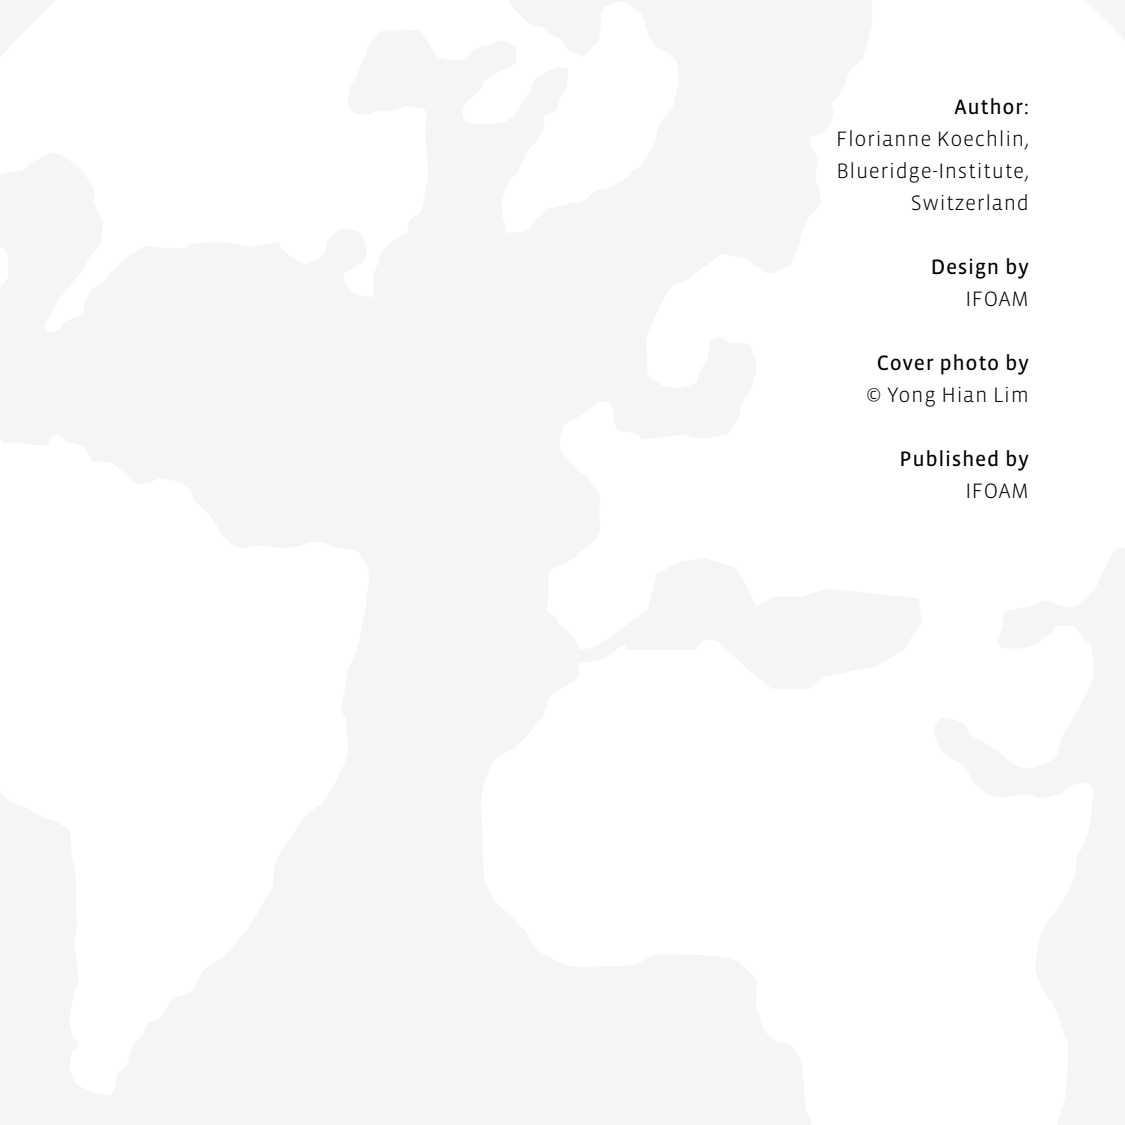 Author:
Florianne Koechlin,
Blueridge-Institute,
Switzerland
Design by
IFOAM
Cover photo by
© Yong Hian Lim
Published by
IFOAM